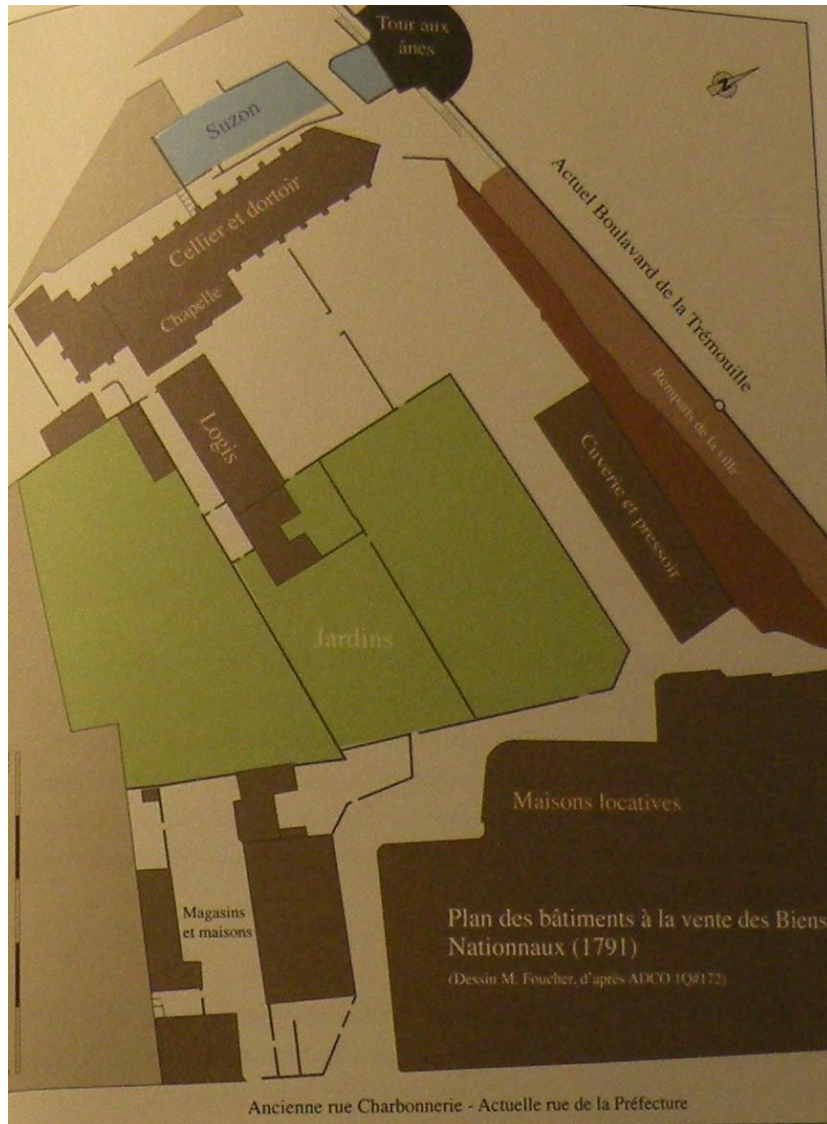 Tour aux
ânes
N
Suzon
Actuel Boulavard de la Trémouille
Cellier et dortoir
Chapelle
Remparts de la ville
Logis
Cuverie et pressoir
Jardins
Maisons locatives
Magasins
et maisons
Plan des bâtiments à la vente des Biens
Nationnaux (1791)
(Dessin M. Foucher, d'après ADCO 1Q#172)
Ancienne rue Charbonnerie - Actuelle rue de la Préfecture